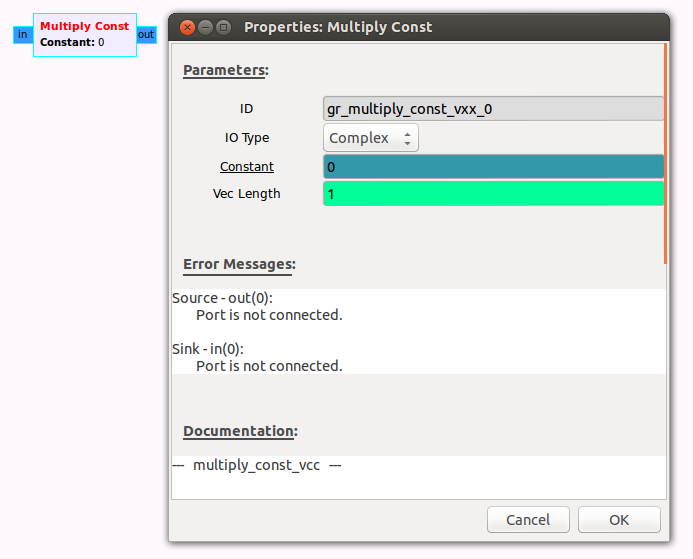 in
Multiply Const
Constant: 0
out
Properties: Multiply Const
Parameters:
ID
gr_multiply_const_vxx_0
IO Type
Complex
Constant
0
Vec Length
1
Error Messages:
Source - out(0):
Port is not connected.
Sink - in(0):
Port is not connected.
Documentation:
--- multiply_const_vcc ---
Cancel
OK